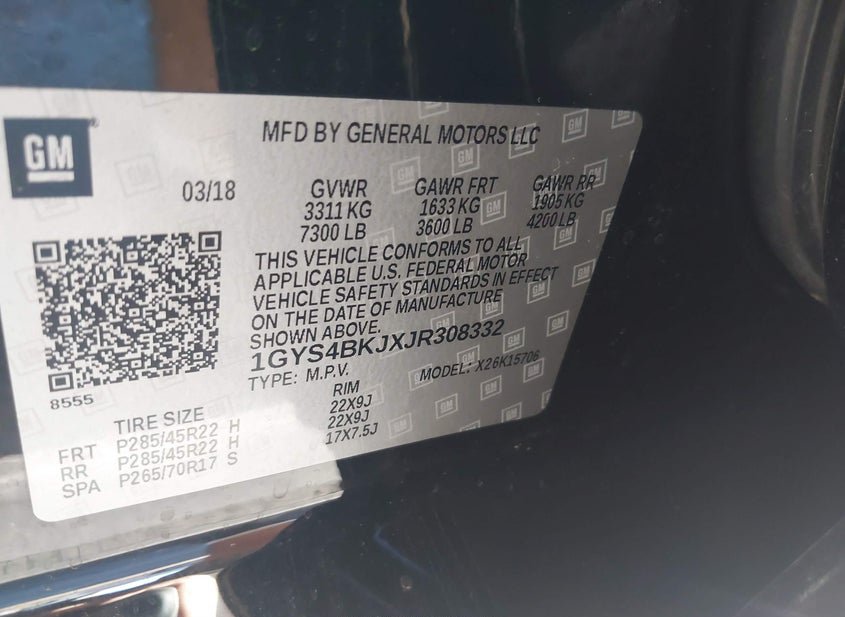 GM
MFD BY GENERAL MOTORS LLC
03/18 GVWR GAWR FRT GAWR RR
3311 KG 1633 KG 1905 KG
7300 LB 3600 LB 4200 LB
THIS VEHICLE CONFORMS TO ALL
APPLICABLE U.S. FEDERAL MOTOR
VEHICLE SAFETY STANDARDS IN EFFECT
ON THE DATE OF MANUFACTURE
SHOWN ABOVE.
1GYS4BKJXJR308332
TYPE: M.P.V. MODEL: X26K15706
8555
TIRE SIZE RIM
FRT P285/45R22 H 22X9J
RR P285/45R22 H 22X9J
SPA P265/70R17 S 17X7.5J